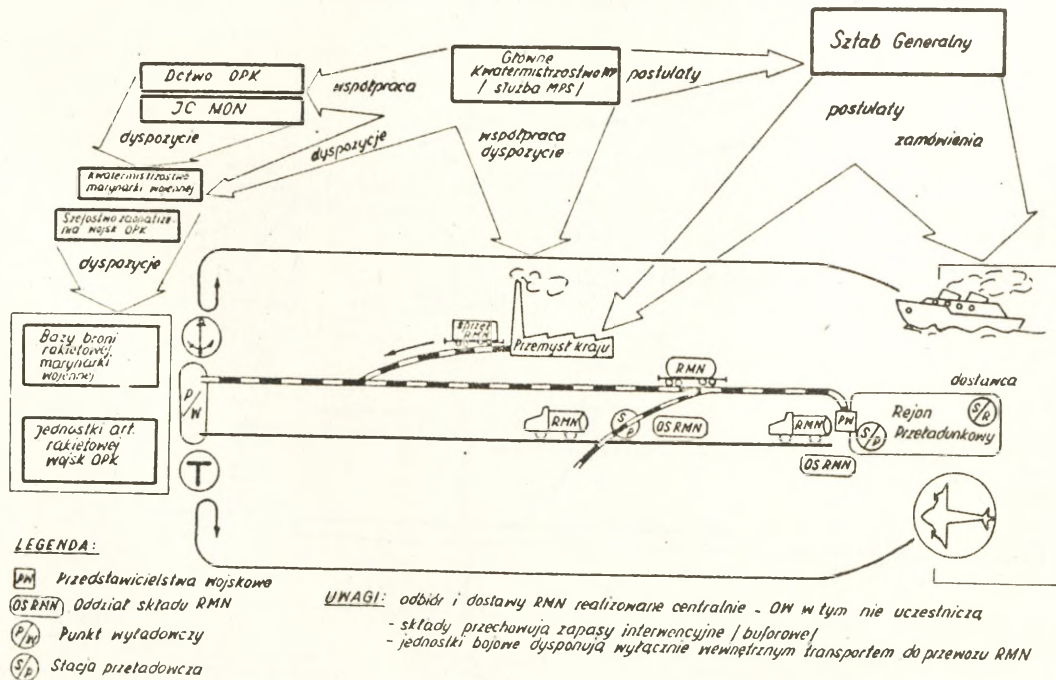 Dctwo OPK
JC MON
dyspozycie
współpraca
Główne
Kwatermistrzostwo WP
/ służba MPS/
postulaty
Sztab Generalny
postulaty
zamówienia
współpraca
dyspozycie
dyspozycje
Kwatermistrzostwo
marynarki wojennej
Szefostwo zaopatrze-
nia wojsk OPK
dyspozycje
Bazy broni
rakietowej
marynarki
wojennej
Jednostki art.
rakietowej
wojsk OPK
P/W
T
sprzęt
RMN
Przemysł kraju
RMN
RMN
S/P
OS RMN
RMN
OS RMN
dostawca
PW
S/P
S/R
Rejon
Przeładunkowy
LEGENDA:
PW Przedstawicielstwa wojskowe
OS RMN Oddział składu RMN
P/W Punkt wyładowczy
S/P Stacja przeładowcza
UWAGI: odbiór i dostawy RMN realizowane centralnie - OW w tym nie uczestniczą
- składy przechowują zapasy interwencyjne / buforowe/
- jednostki bojowe dysponują wyłącznie wewnętrznym transportem do przewozu RMN